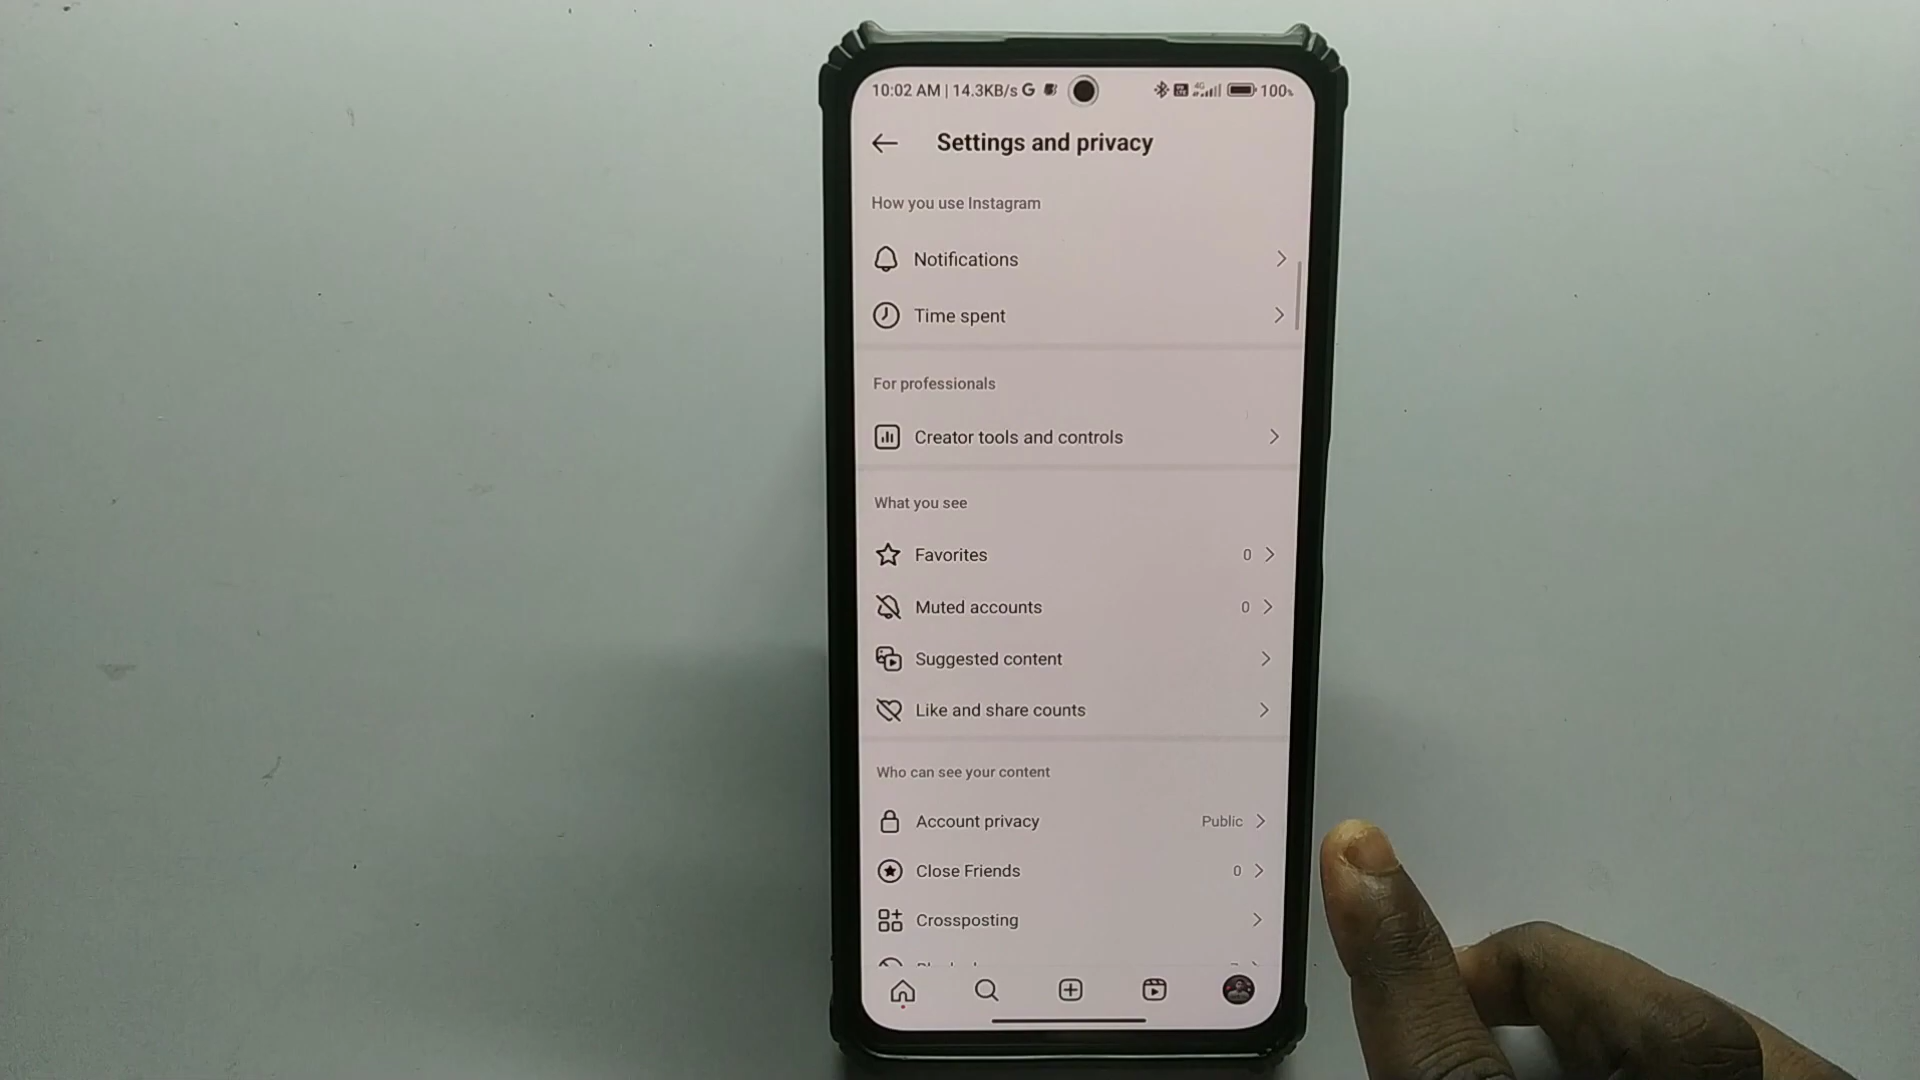 10:02 AM | 14.3KB/s G 4G 100%
Settings and privacy
How you use Instagram
Notifications
Time spent
For professionals
Creator tools and controls
What you see
Favorites 0
Muted accounts 0
Suggested content
Like and share counts
Who can see your content
Account privacy Public
Close Friends 0
Crossposting